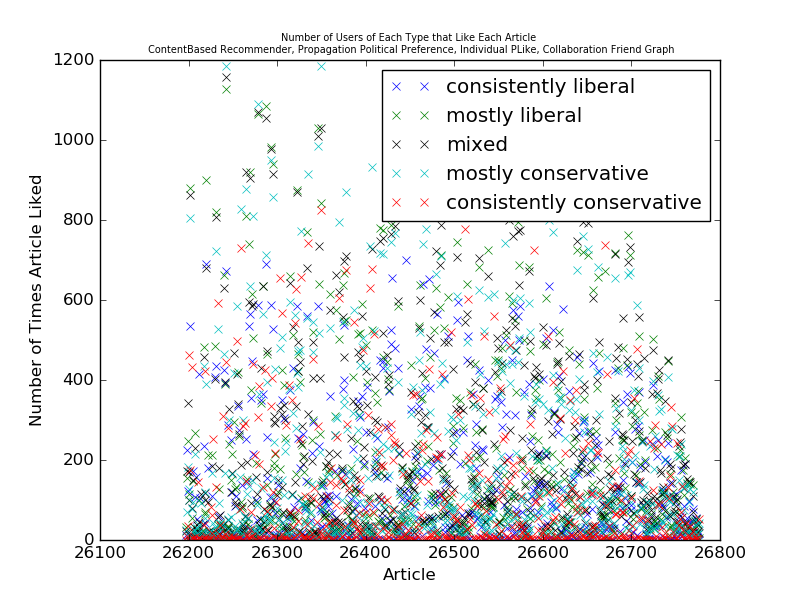 Number of Users of Each Type that Like Each Article
ContentBased Recommender, Propagation Political Preference, Individual PLike, Collaboration Friend Graph
consistently liberal
mostly liberal
mixed
mostly conservative
consistently conservative
Number of Times Article Liked
1200
1000
800
600
400
200
0
26100 26200 26300 26400 26500 26600 26700 26800
Article